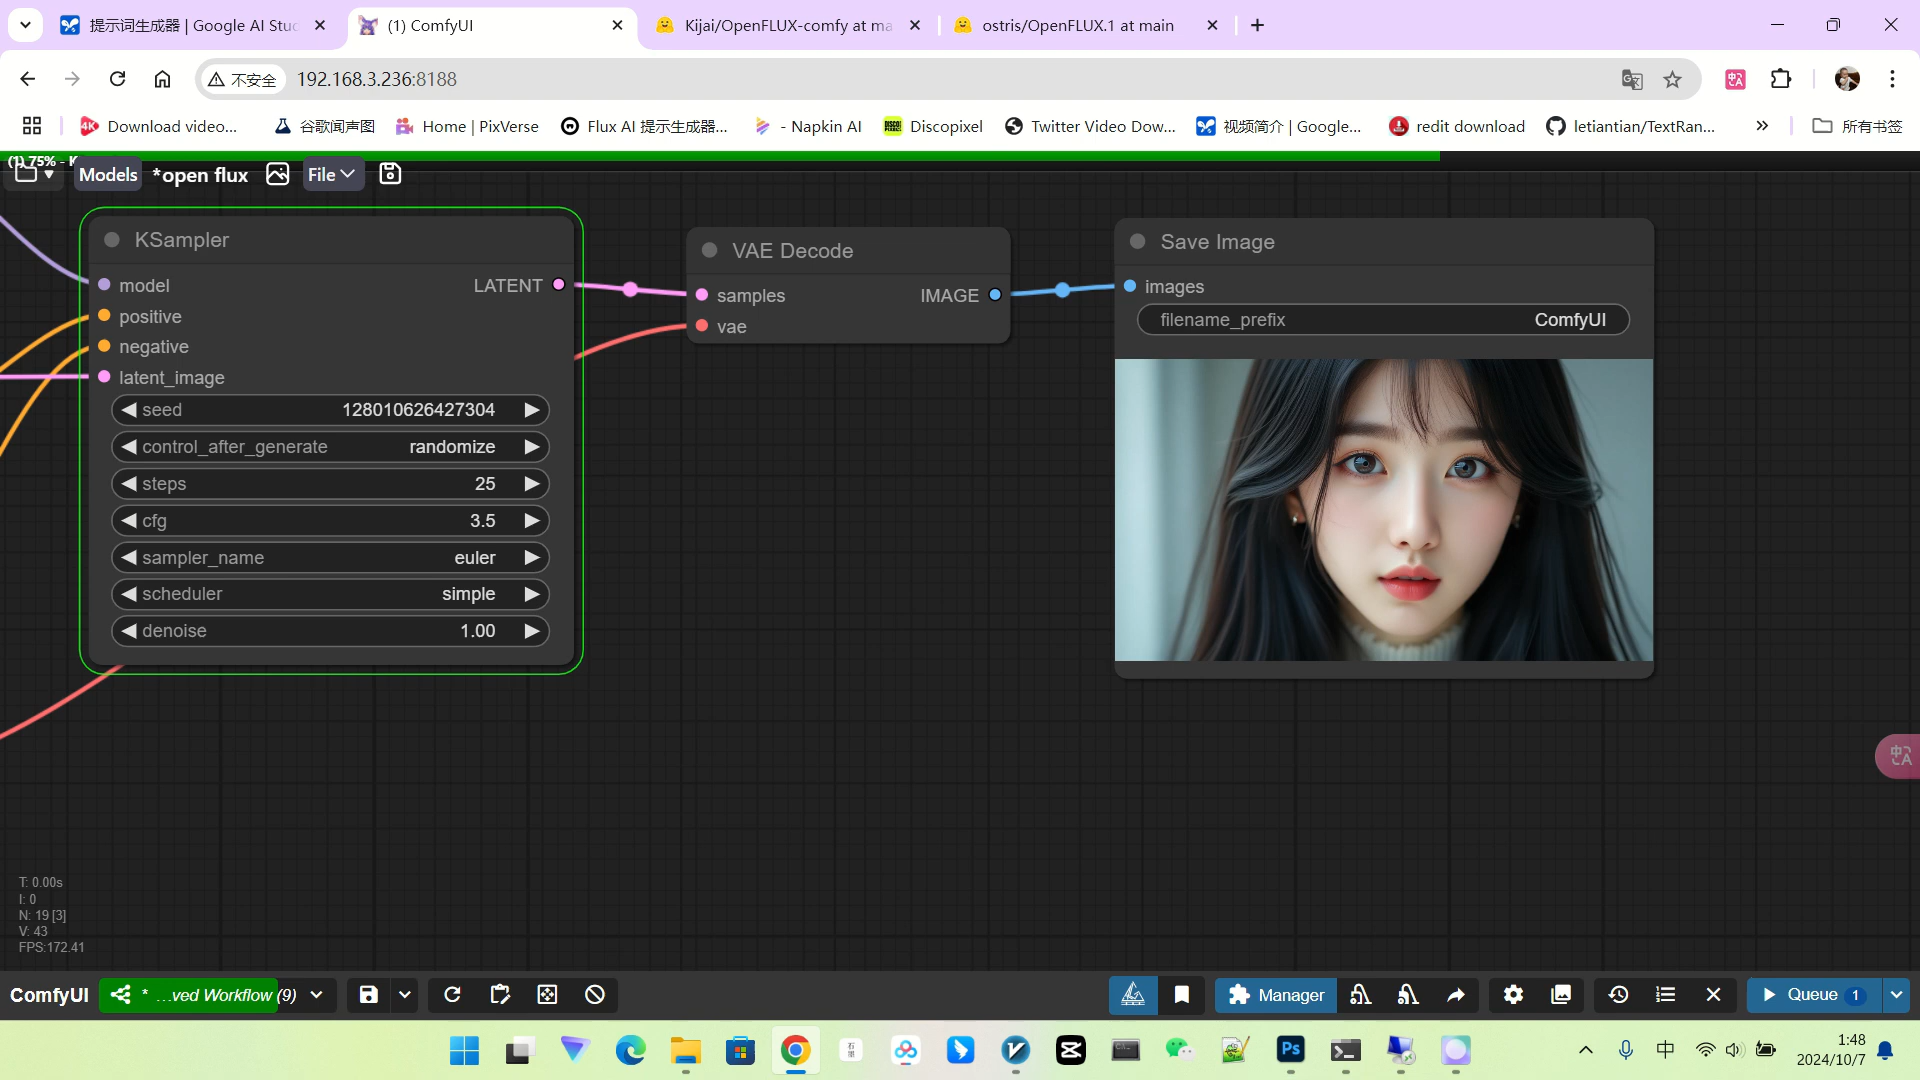 提示词生成器 | Google AI Stud
(1) ComfyUI
Kijai/OpenFLUX-comfy at ma
ostris/OpenFLUX.1 at main
不安全
192.168.3.236:8188
Download video...
谷歌闻声图
Home | PixVerse
Flux AI 提示生成器...
- Napkin AI
Discopixel
Twitter Video Dow...
视频简介 | Google...
redit download
letiantian/TextRan...
所有书签
(1) 75% - K
Models
*open flux
File
KSampler
model
LATENT
positive
negative
latent_image
seed 128010626427304
control_after_generate randomize
steps 25
cfg 3.5
sampler_name euler
scheduler simple
denoise 1.00
VAE Decode
samples
IMAGE
vae
Save Image
images
filename_prefix ComfyUI
T: 0.00s
I: 0
N: 19 [3]
V: 43
FPS:172.41
ComfyUI
* ...ved Workflow (9)
Manager
Queue 1
中
1:48
2024/10/7